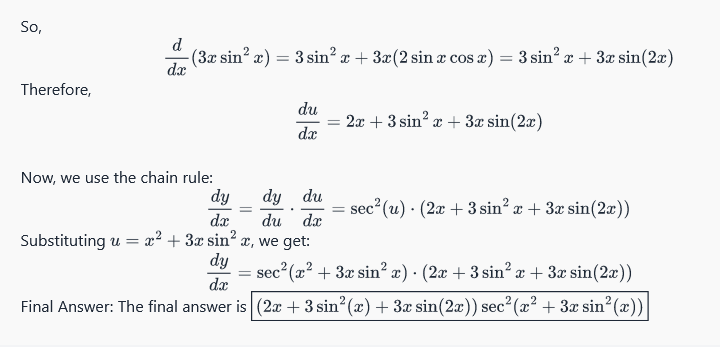 So,
d/dx (3x sin² x) = 3 sin² x + 3x(2 sin x cos x) = 3 sin² x + 3x sin(2x)
Therefore,
du/dx = 2x + 3 sin² x + 3x sin(2x)
Now, we use the chain rule:
dy/dx = dy/du · du/dx = sec²(u) · (2x + 3 sin² x + 3x sin(2x))
Substituting u = x² + 3x sin² x, we get:
dy/dx = sec²(x² + 3x sin² x) · (2x + 3 sin² x + 3x sin(2x))
Final Answer: The final answer is (2x + 3 sin²(x) + 3x sin(2x)) sec²(x² + 3x sin²(x))